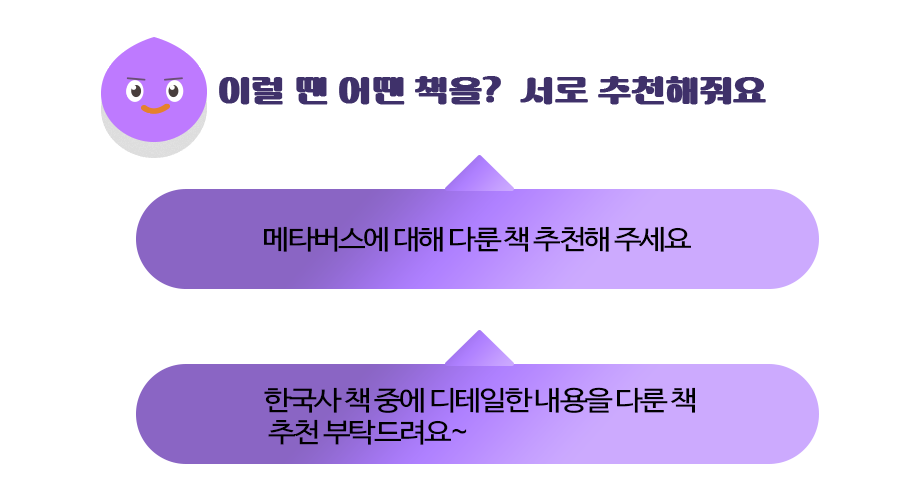 이럴 땐 어땐 책을? 서로 추천해줘요
메타버스에 대해 다룬 책 추천해 주세요
한국사 책 중에 디테일한 내용을 다룬 책
추천 부탁드려요~